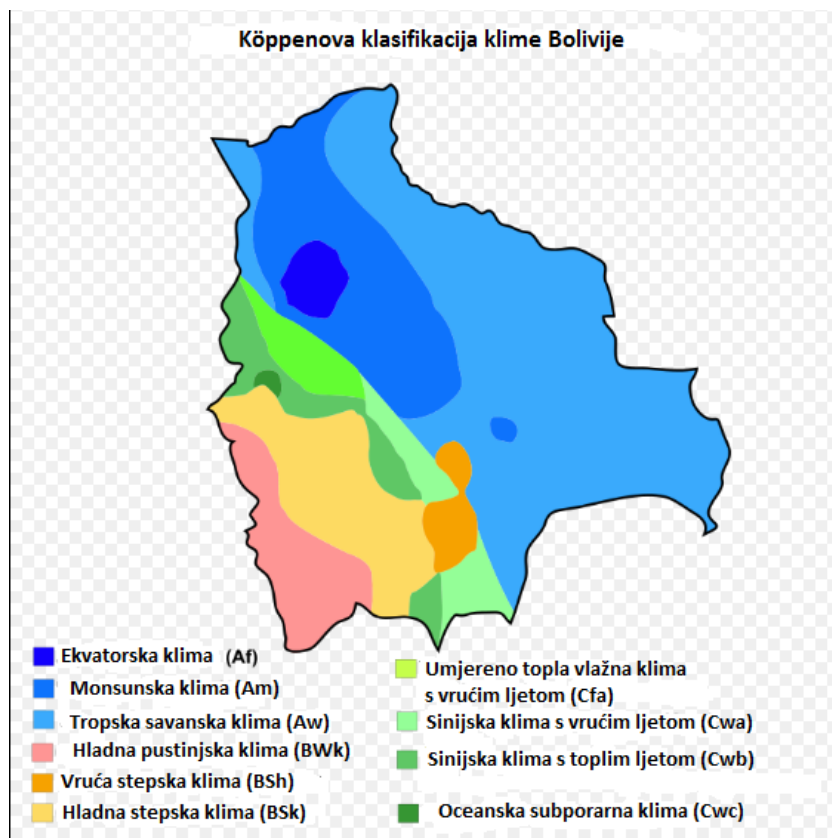 Köppenova klasifikacija klime Bolivije
Ekvatorska klima (Af)
Monsunska klima (Am)
Tropska savanska klima (Aw)
Hladna pustinjska klima (BWk)
Vruća stepska klima (BSh)
Hladna stepska klima (BSk)
Umjereno topla vlažna klima
s vrućim ljetom (Cfa)
Sinijska klima s vrućim ljetom (Cwa)
Sinijska klima s toplim ljetom (Cwb)
Oceanska subporarna klima (Cwc)